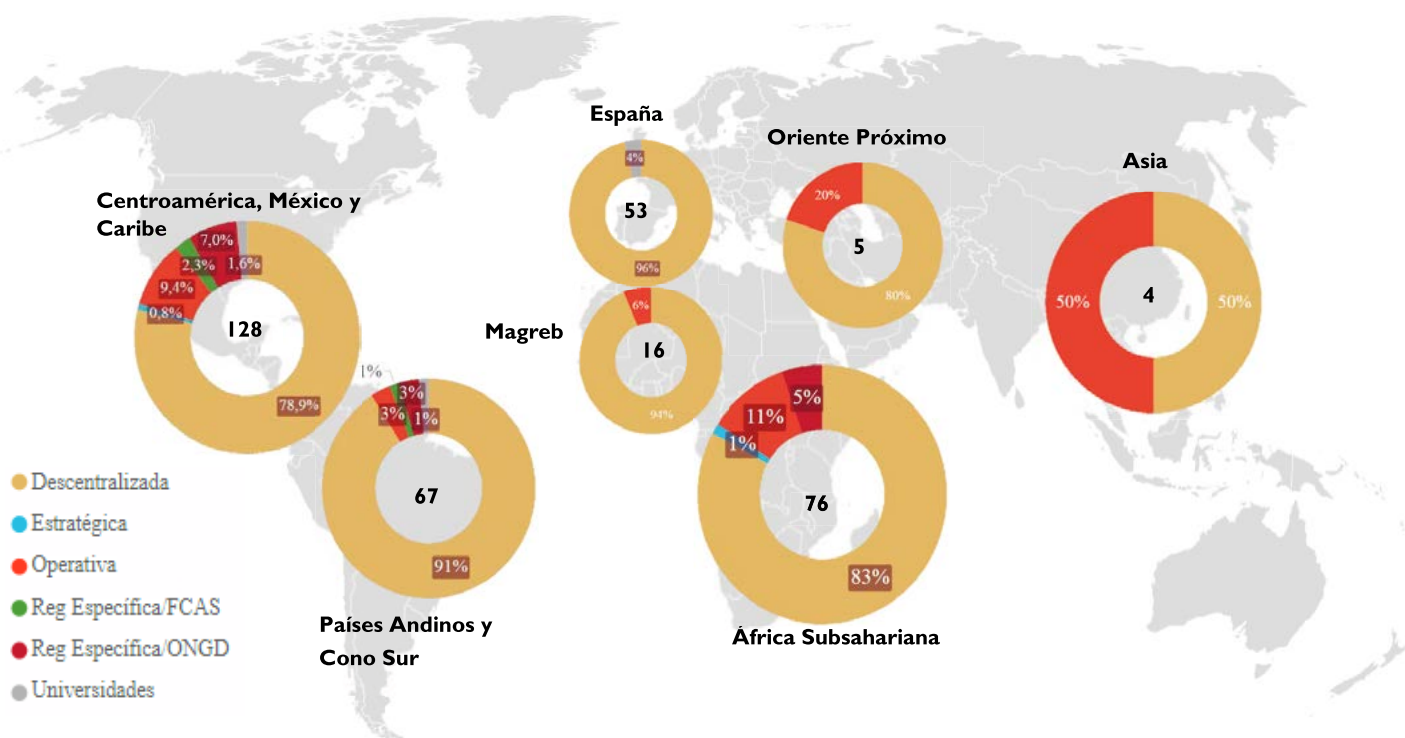 España
4%
53
96%
Oriente Próximo
20%
5
80%
Asia
50%
4
50%
Centroamérica, México y
Caribe
7,0%
2,3%
1,6%
9,4%
0,8%
128
78,9%
Magreb
6%
16
94%
1%
3%
3%
1%
67
91%
Países Andinos y
Cono Sur
5%
11%
1%
76
83%
África Subsahariana
Descentralizada
Estratégica
Operativa
Reg Específica/FCAS
Reg Específica/ONGD
Universidades